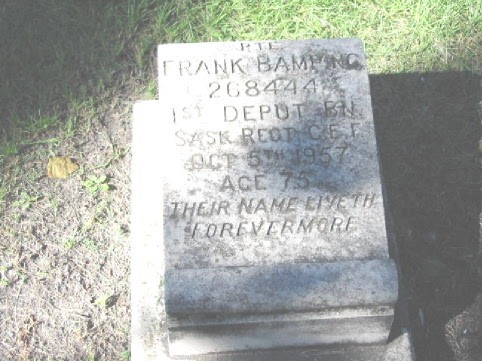 PTE
FRANK BAMPING
268444
1ST DEPOT BN
SASK REGT C.E.F
OCT 5TH 1957
AGE 75
THEIR NAME LIVETH
FOREVERMORE